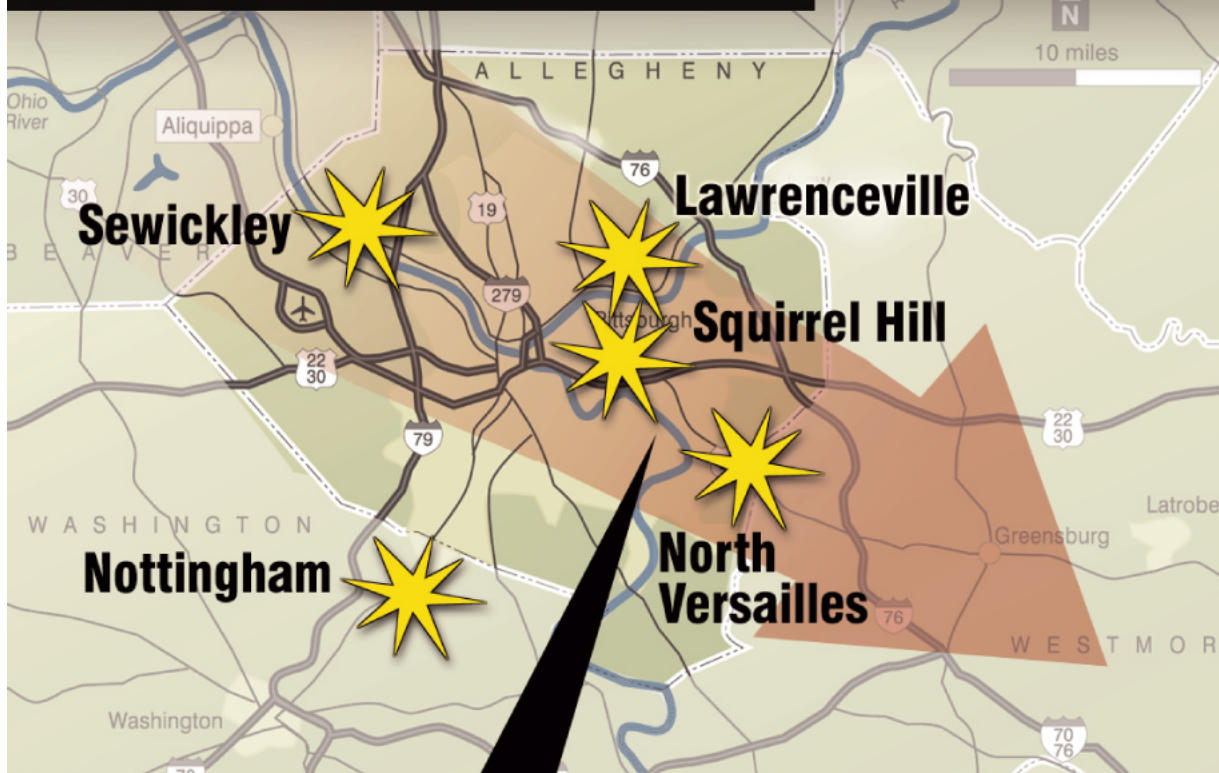 N
10 miles
ALLEGHENY
Ohio
River
Aliquippa
76
30
Sewickley
19
Lawrenceville
BEAVER
279
Pittsburgh
Squirrel Hill
22
30
79
22
30
Latrobe
WASHINGTON
Greensburg
Nottingham
North
Versailles
76
WESTMOR
Washington
70
76
70